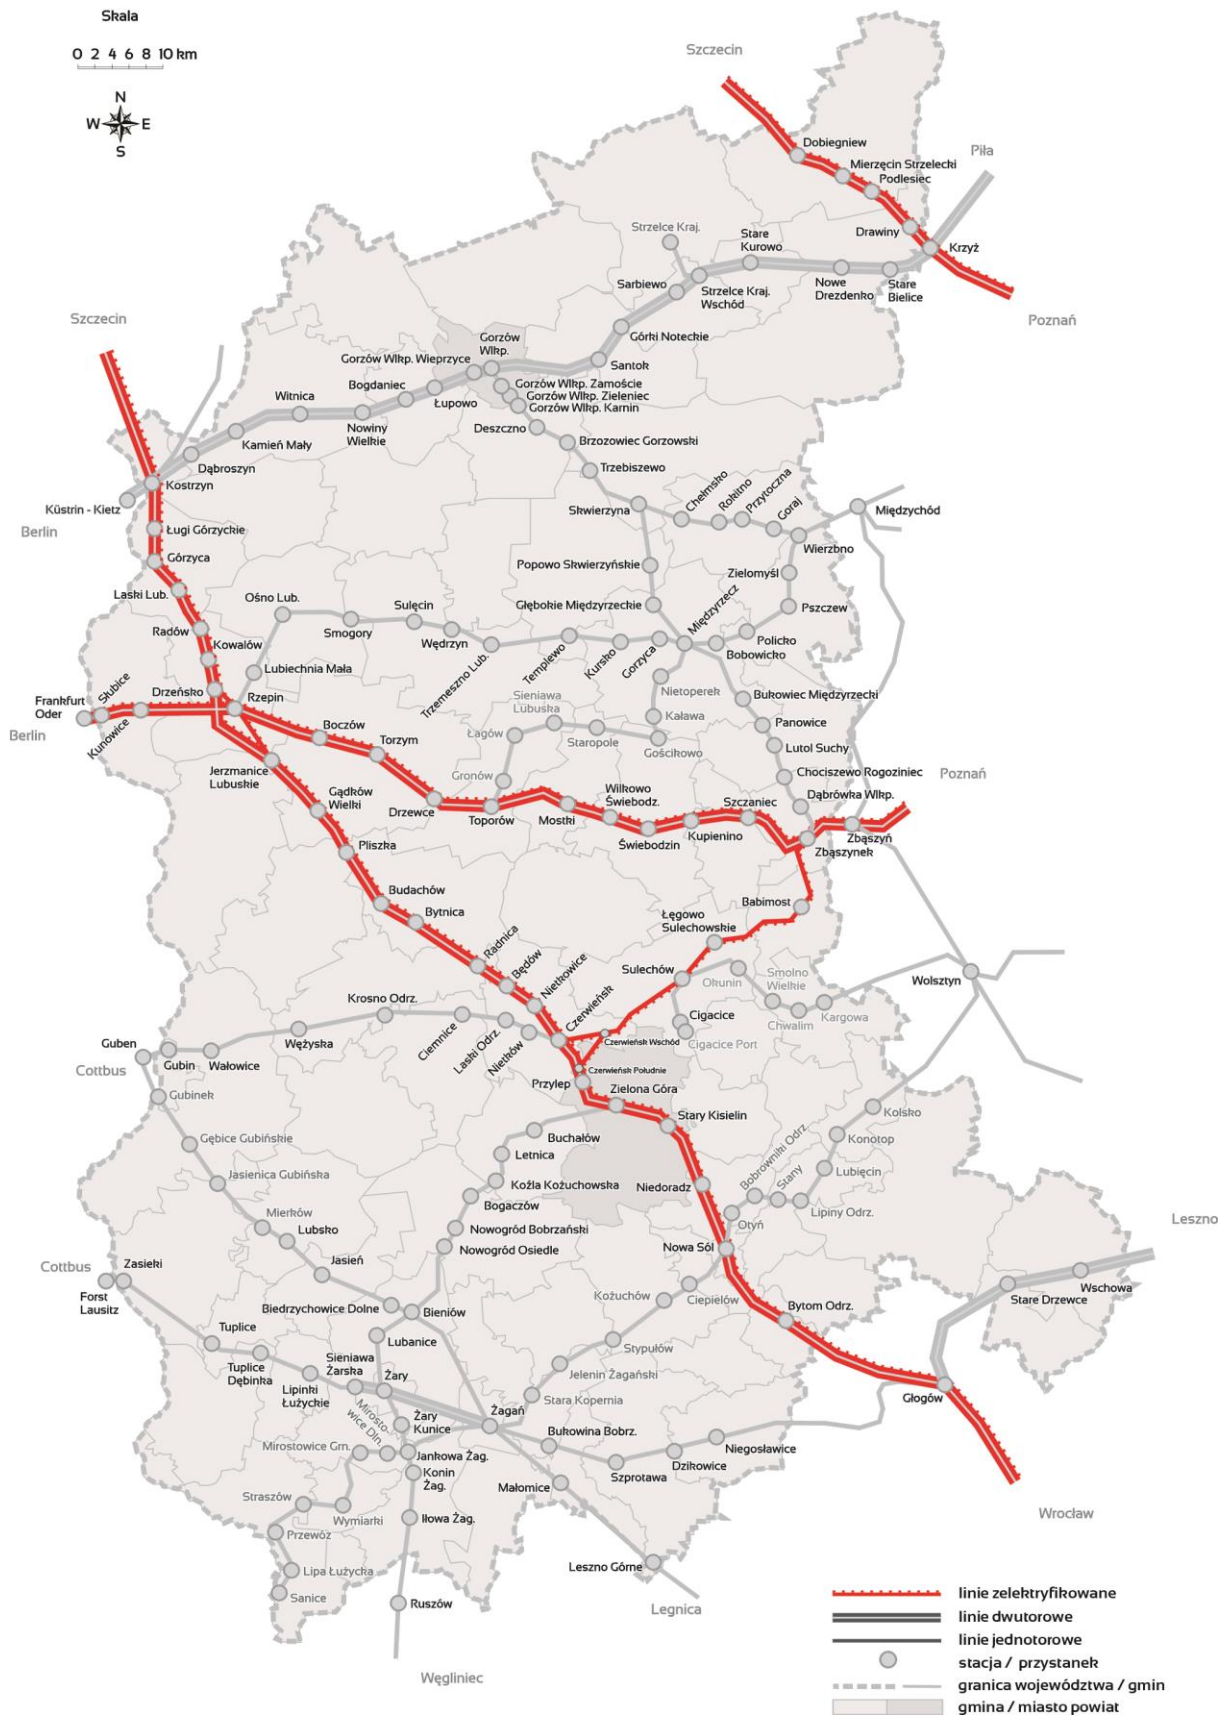 Skala
0 2 4 6 8 10 km
N
W E
S
Szczecin
Dobiegniew
Mierzęcin Strzelecki
Podlesiec
Piła
Drawiny
Krzyż
Strzelce Kraj.
Stare
Kurowo
Sarbiewo
Strzelce Kraj.
Wschód
Nowe
Drezdenko
Stare
Bielice
Poznań
Szczecin
Górki Noteckie
Gorzów
Wlkp.
Gorzów Wlkp. Wieprzyce
Santok
Bogdaniec
Gorzów Wlkp. Zamoście
Gorzów Wlkp. Zieleniec
Gorzów Wlkp. Karnin
Witnica
Łupowo
Nowiny
Wielkie
Deszczno
Kamień Mały
Brzozowiec Gorzowski
Dąbroszyn
Trzebiszewo
Kostrzyn
Küstrin - Kietz
Skwierzyna
Chełmsko
Rokitno
Przytoczna
Goraj
Międzychód
Berlin
Ługi Górzyckie
Wierzbno
Górzyca
Popowo Skwierzyńskie
Zielomyśl
Laski Lub.
Ośno Lub.
Głębokie Międzyrzeckie
Pszczew
Radów
Smogory
Sulęcin
Wędrzyn
Międzyrzecz
Policko
Kowalów
Trzemeszno Lub.
Templewo
Kursko
Gorzyca
Bobowicko
Lubiechnia Mała
Nietoperek
Drzeńsko
Rzepin
Bukowiec Międzyrzecki
Frankfurt
Oder
Słubice
Sieniawa
Lubuska
Kaława
Panowice
Berlin
Kunowice
Boczów
Torzym
Łagów
Staropole
Gościkowo
Lutol Suchy
Jerzmanice
Lubuskie
Gronów
Chociszewo Rogoziniec
Poznań
Gądków
Wielki
Drzewce
Toporów
Mostki
Wilkowo
Świebodz.
Świebodzin
Kupienino
Szczaniec
Dąbrówka Wlkp.
Zbąszyń
Zbąszynek
Pliszka
Budachów
Bytnica
Babimost
Łęgowo
Sulechowskie
Radnica
Będów
Nietkowice
Sulechów
Okunin
Smolno
Wielkie
Chwalim
Kargowa
Wolsztyn
Krosno Odrz.
Czerwieńsk
Cigacice
Cigacice Port
Ciemnice
Laski Odrz.
Nietków
Czerwieńsk Wschód
Czerwieńsk Południe
Guben
Gubin
Wałowice
Wężyska
Cottbus
Przylep
Zielona Góra
Gubinek
Stary Kisielin
Kolsko
Gębice Gubińskie
Buchałów
Konotop
Letnica
Bobrowniki Odrz
Stany
Lubięcin
Jasienica Gubińska
Koźla Kożuchowska
Niedoradz
Bogaczów
Lipiny Odrz.
Mierków
Nowogród Bobrzański
Otyń
Leszno
Lubsko
Nowogród Osiedle
Nowa Sól
Cottbus
Zasieki
Jasień
Forst
Lausitz
Kożuchów
Ciepielów
Wschowa
Stare Drzewce
Biedrzychowice Dolne
Bieniów
Bytom Odrz.
Tuplice
Lubanice
Stypułów
Tuplice
Dębinka
Sieniawa
Żarska
Żary
Jelenin Żagański
Lipinki
Łużyckie
Stara Kopernia
Głogów
Mirosto-
wice Dln.
Żary
Kunice
Żagań
Bukowina Bobrz.
Niegosławice
Mirostowice Grn.
Jankowa Żag.
Dzikowice
Szprotawa
Konin
Żag.
Małomice
Straszów
Wymiarki
Iłowa Żag.
Wrocław
Przewóz
Lipa Łużycka
Leszno Górne
Sanice
Ruszów
Legnica
Węgliniec
linie zelektryfikowane
linie dwutorowe
linie jednotorowe
stacja / przystanek
granica województwa / gmin
gmina / miasto powiat